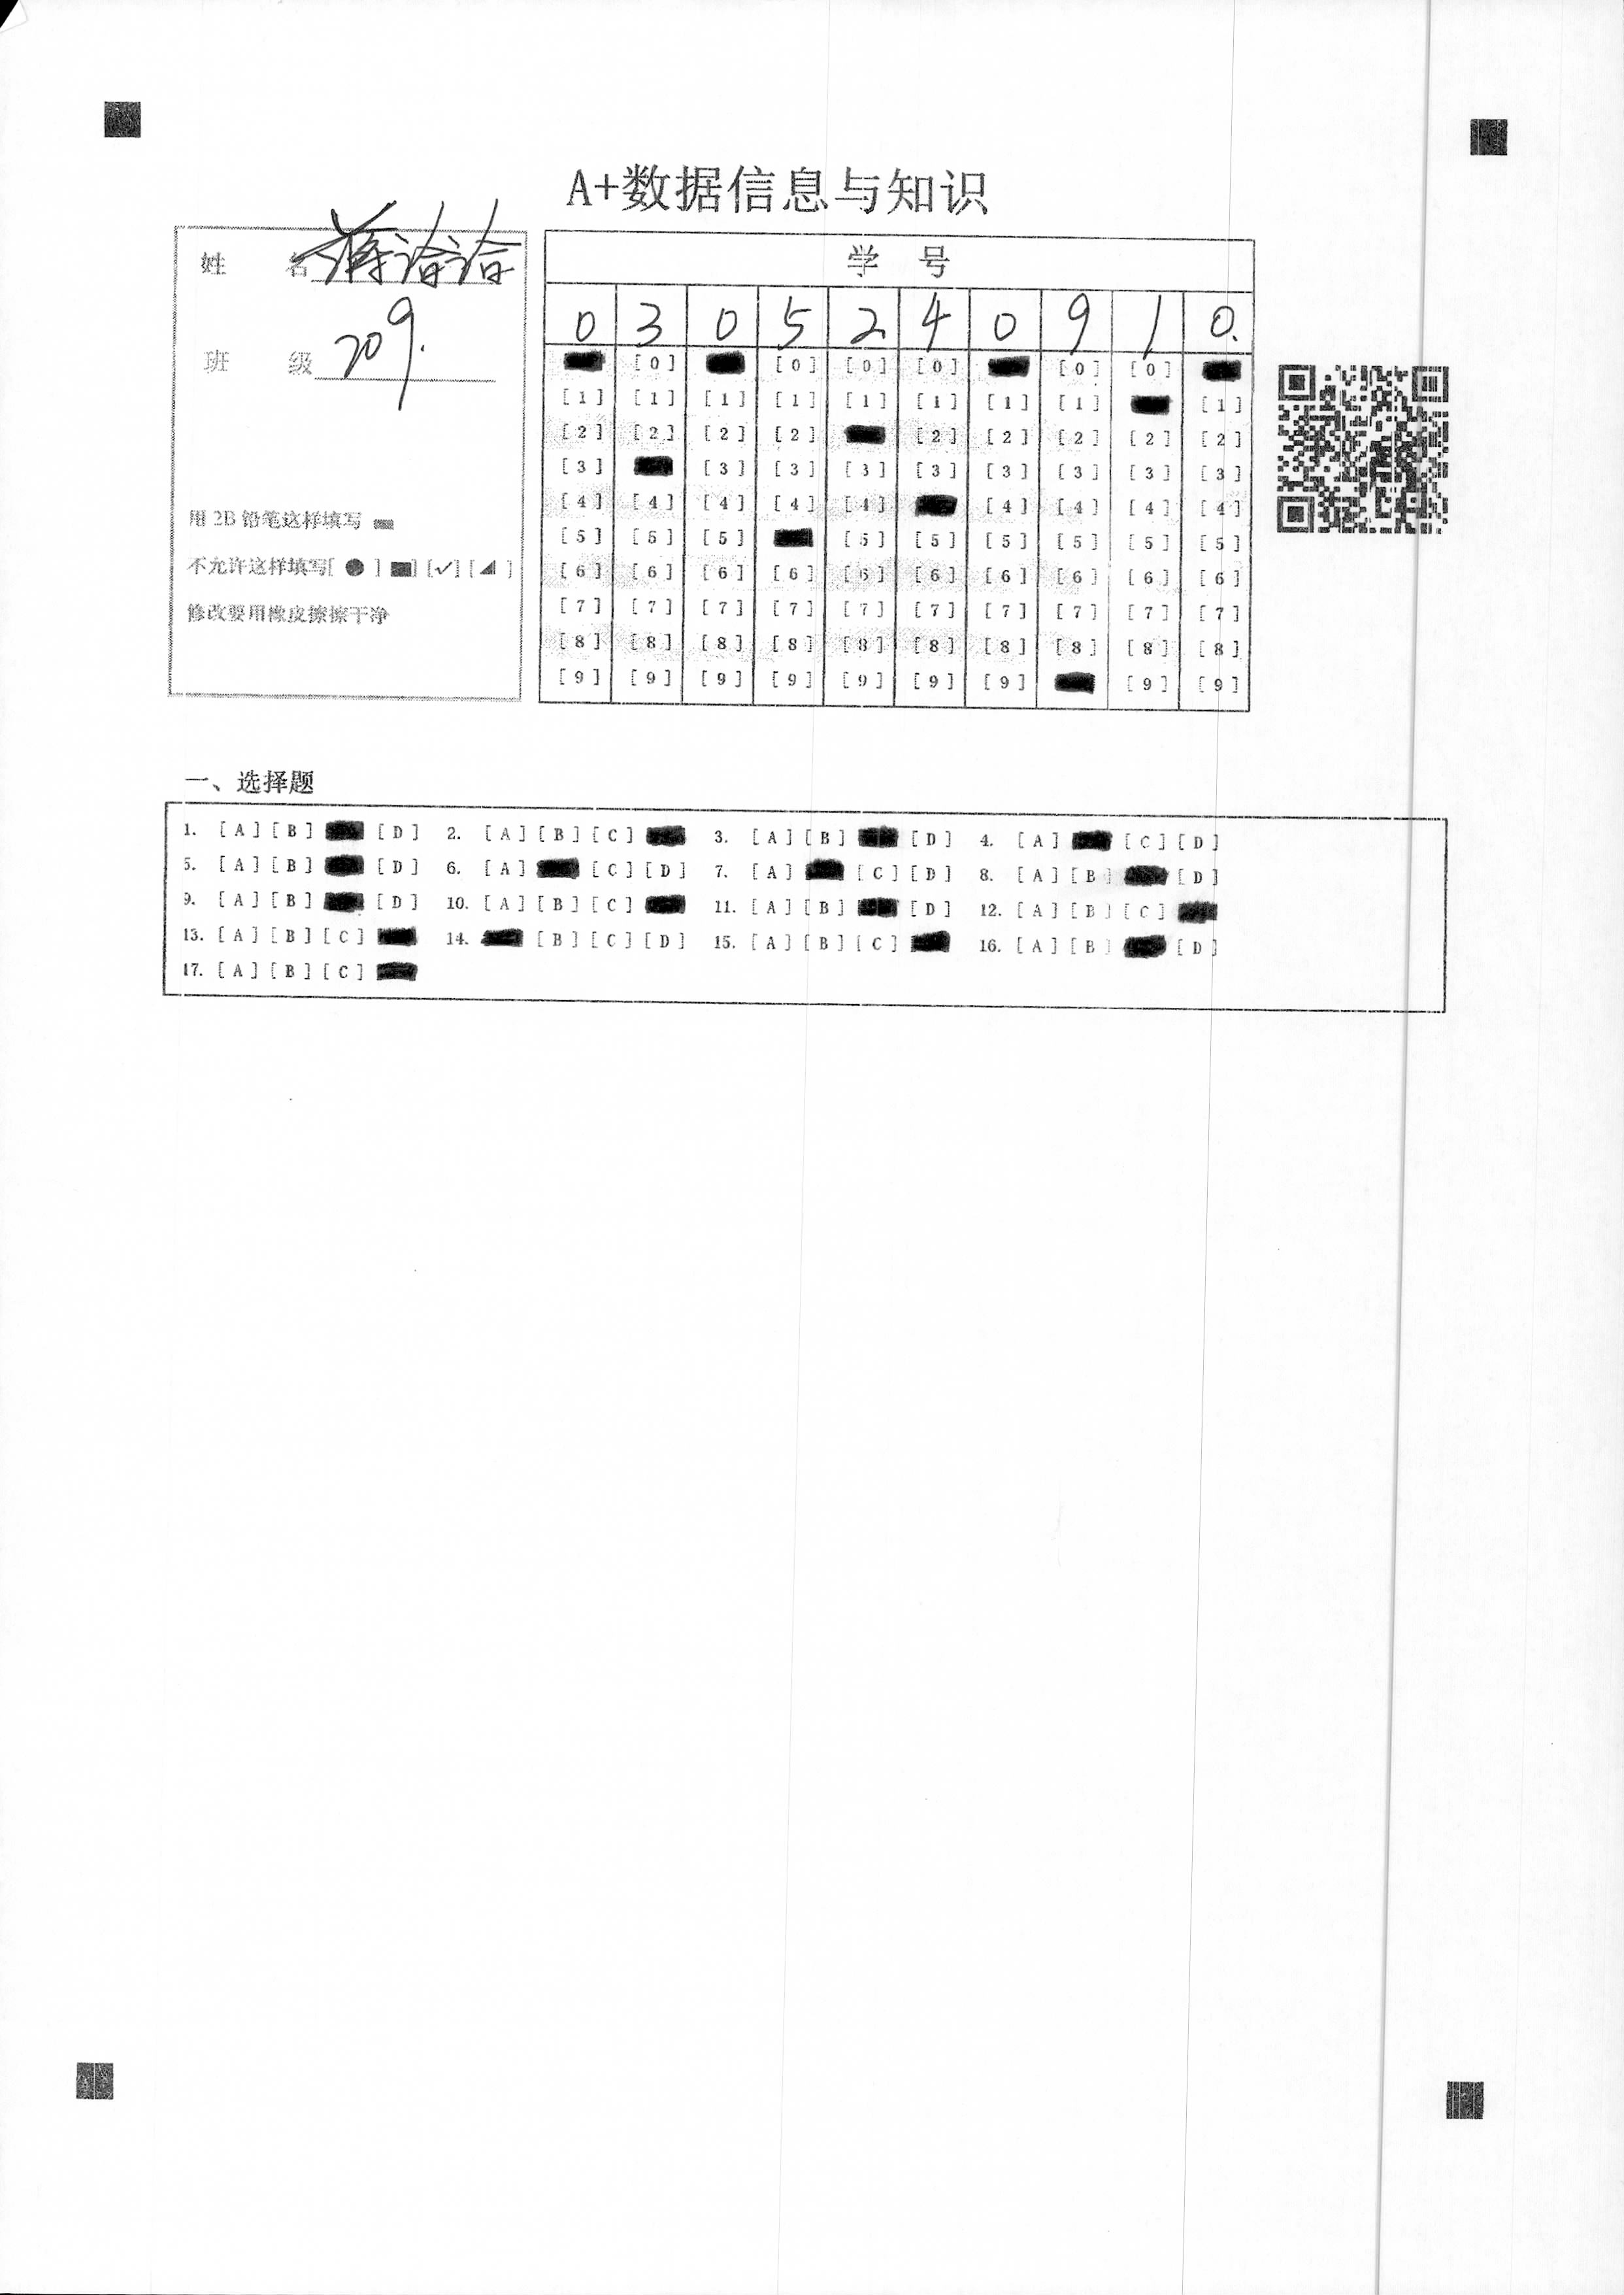 A+数据信息与知识
姓 名 蒋洽洽
班 级 209.
用 2B 铅笔这样填写
不允许这样填写[ ● ] [■] [✓] [◢ ]
修改要用橡皮擦擦干净
学 号
0 3 0 5 2 4 0 9 1 0.
[0] [0] [0] [0] [0] [0]
[1] [1] [1] [1] [1] [1] [1] [1] [1]
[2] [2] [2] [2] [2] [2] [2] [2] [2]
[3] [3] [3] [3] [3] [3] [3] [3] [3]
[4] [4] [4] [4] [4] [4] [4] [4] [4]
[5] [5] [5] [5] [5] [5] [5] [5] [5]
[6] [6] [6] [6] [6] [6] [6] [6] [6] [6]
[7] [7] [7] [7] [7] [7] [7] [7] [7] [7]
[8] [8] [8] [8] [8] [8] [8] [8] [8] [8]
[9] [9] [9] [9] [9] [9] [9] [9] [9]
一、选择题
1. [A] [B] [D] 2. [A] [B] [C] 3. [A] [B] [D] 4. [A] [C] [D]
5. [A] [B] [D] 6. [A] [C] [D] 7. [A] [C] [D] 8. [A] [B] [D]
9. [A] [B] [D] 10. [A] [B] [C] 11. [A] [B] [D] 12. [A] [B] [C]
13. [A] [B] [C] 14. [B] [C] [D] 15. [A] [B] [C] 16. [A] [B] [D]
17. [A] [B] [C]